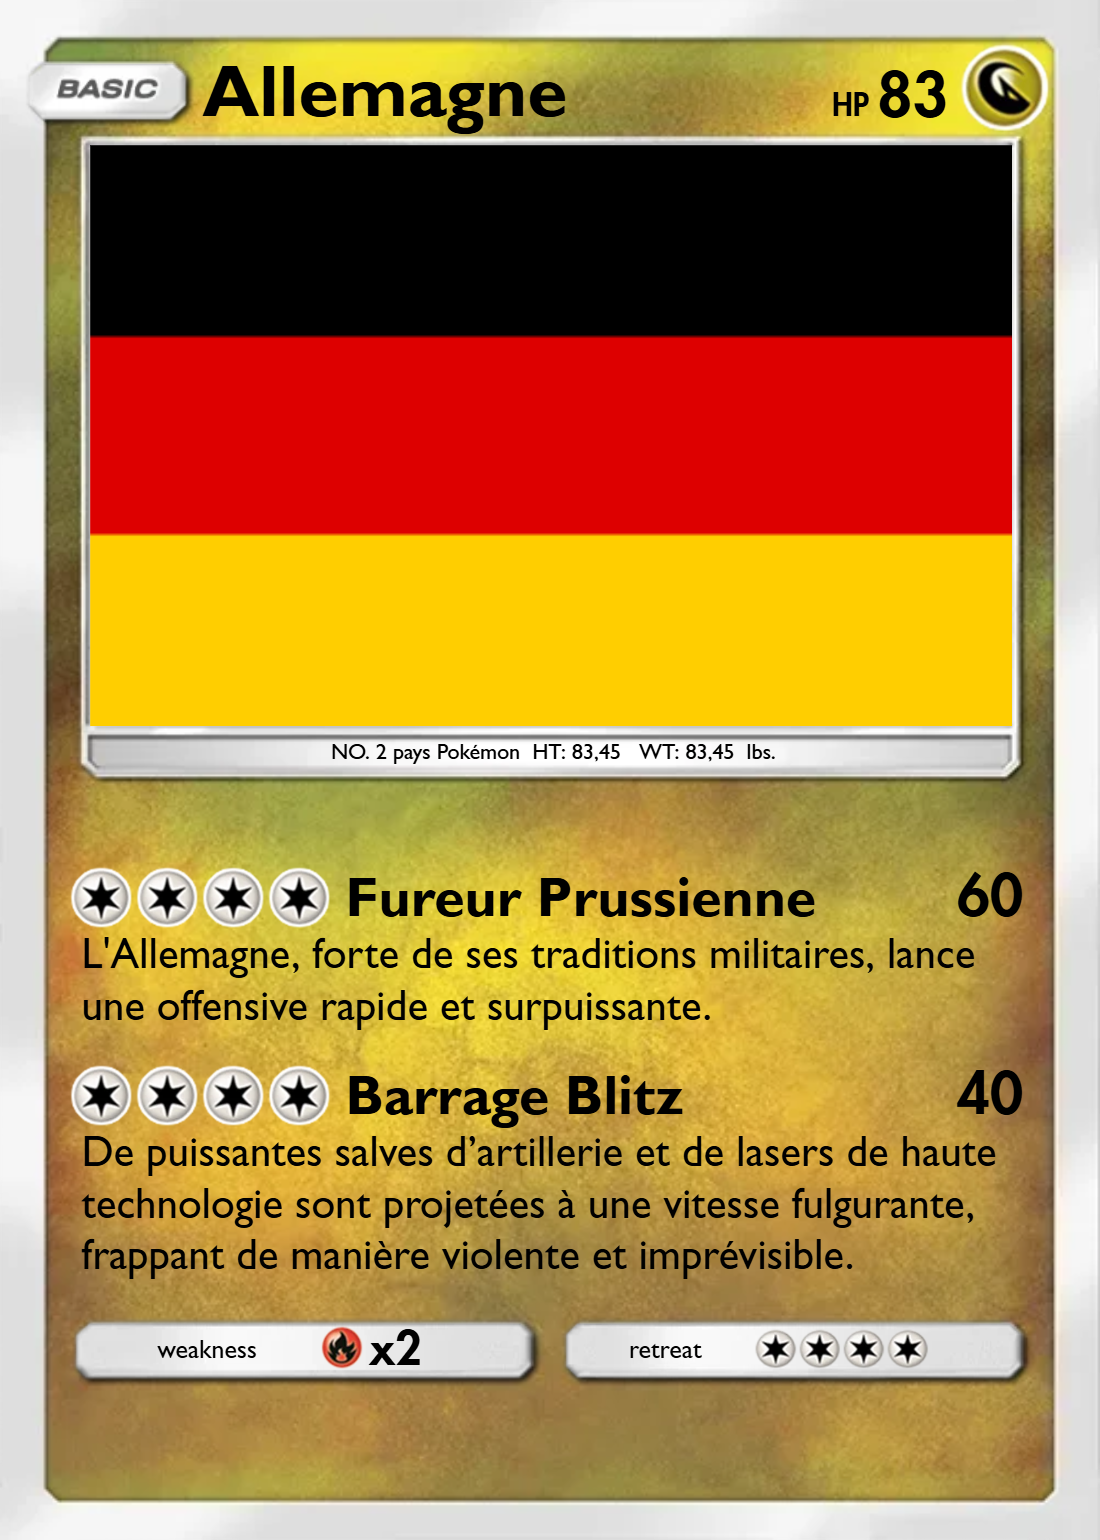 BASIC
Allemagne
HP 83
NO. 2 pays Pokémon HT: 83,45 WT: 83,45 lbs.
Fureur Prussienne 60
L'Allemagne, forte de ses traditions militaires, lance
une offensive rapide et surpuissante.
Barrage Blitz 40
De puissantes salves d’artillerie et de lasers de haute
technologie sont projetées à une vitesse fulgurante,
frappant de manière violente et imprévisible.
weakness x2
retreat